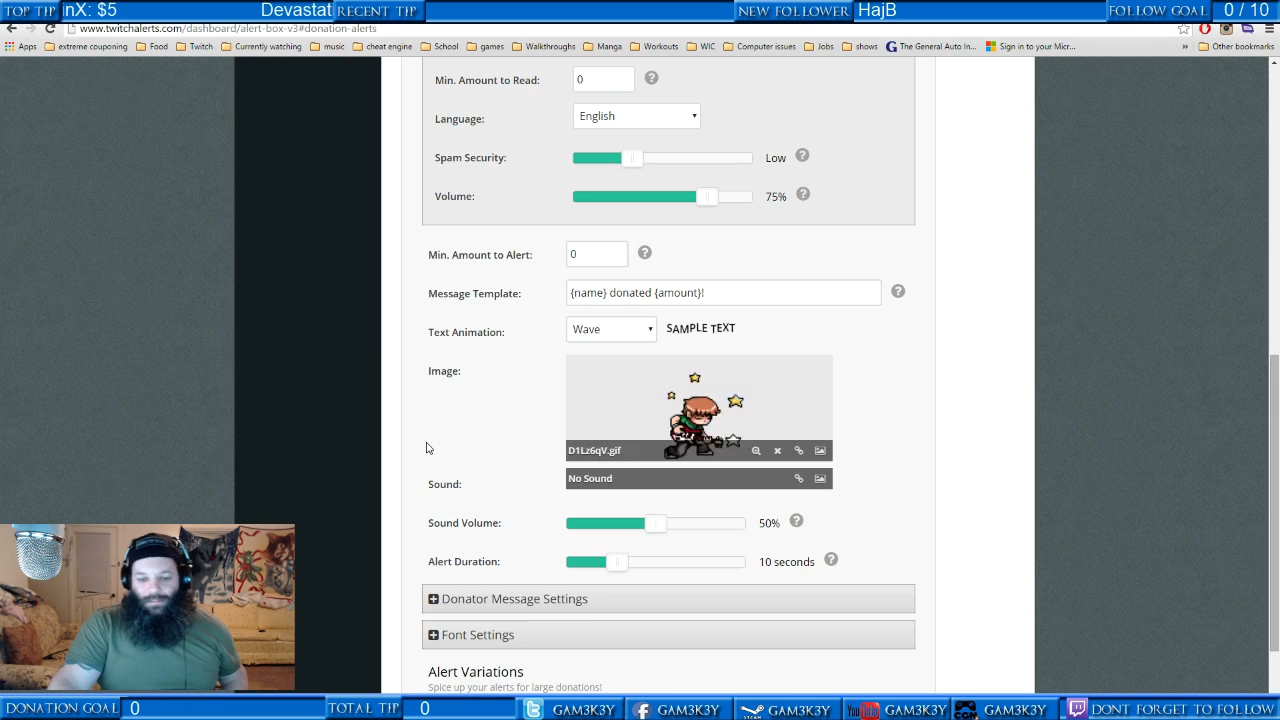 TOP TIP nX: $5 Devastat RECENT TIP NEW FOLLOWER HajB FOLLOW GOAL 0 / 10
www.twitchalerts.com/dashboard/alert-box-v3#donation-alerts
Apps extreme couponing Food Twitch Currently watching music cheat engine School games Walkthroughs Manga Workouts WIC Computer issues Jobs shows The General Auto In... Sign in to your Micr... » Other bookmarks
Min. Amount to Read: 0
Language: English
Spam Security: Low
Volume: 75%
Min. Amount to Alert: 0
Message Template: {name} donated {amount}!
Text Animation: Wave SAMPLE TEXT
Image:
D1Lz6qV.gif
Sound: No Sound
Sound Volume: 50%
Alert Duration: 10 seconds
Donator Message Settings
Font Settings
Alert Variations
Spice up your alerts for large donations!
DONATION GOAL 0 TOTAL TIP 0 GAM3K3Y GAM3K3Y STEAM GAM3K3Y YouTube GAM3K3Y GAM3K3Y DONT FORGET TO FOLLOW